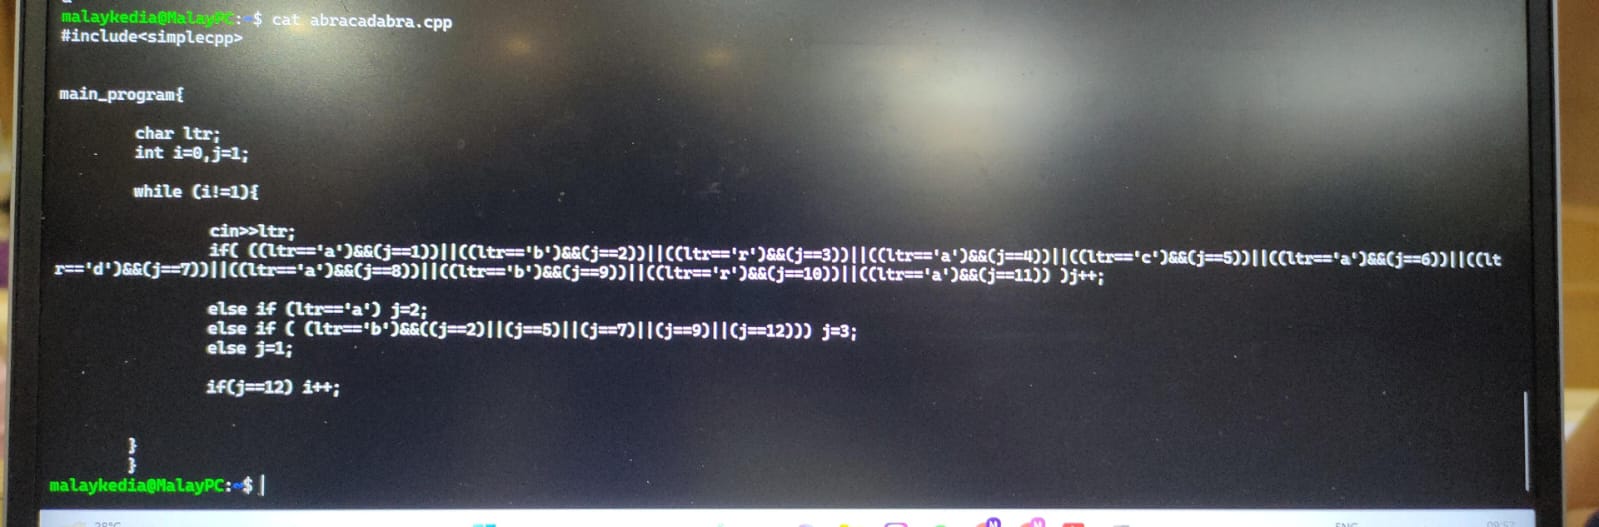 malaykedia@MalayPC:~$ cat abracadabra.cpp
#include<simplecpp>
main_program{
char ltr;
int i=0,j=1;
while (i!=1){
cin>>ltr;
if( ((ltr=='a')&&(j==1))||((ltr=='b')&&(j==2))||((ltr=='r')&&(j==3))||((ltr=='a')&&(j==4))||((ltr=='c')&&(j==5))||((ltr=='a')&&(j==6))||((lt
r=='d')&&(j==7))||((ltr=='a')&&(j==8))||((ltr=='b')&&(j==9))||((ltr=='r')&&(j==10))||((ltr=='a')&&(j==11)) )j++;
else if (ltr=='a') j=2;
else if ( (ltr=='b')&&((j==2)||(j==5)||(j==7)||(j==9)||(j==12))) j=3;
else j=1;
if(j==12) i++;
}
}
malaykedia@MalayPC:~$
28°C
ENG